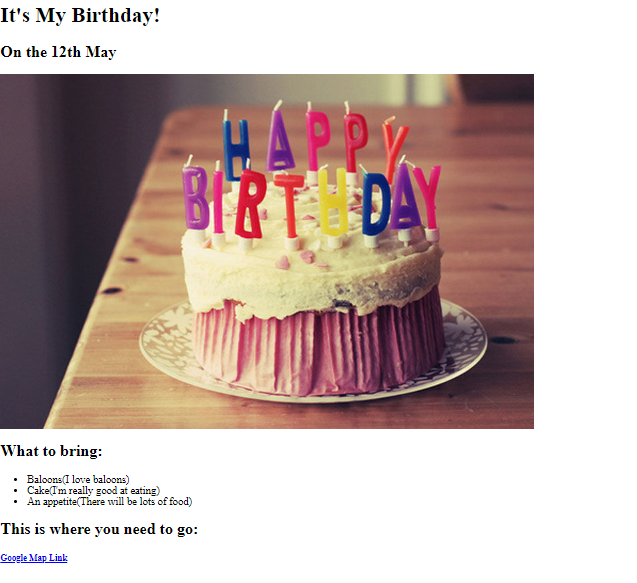 It's My Birthday!
On the 12th May
HAPPY
BIRTHDAY
What to bring:
Baloons(I love baloons)
Cake(I'm really good at eating)
An appetite(There will be lots of food)
This is where you need to go:
Google Map Link